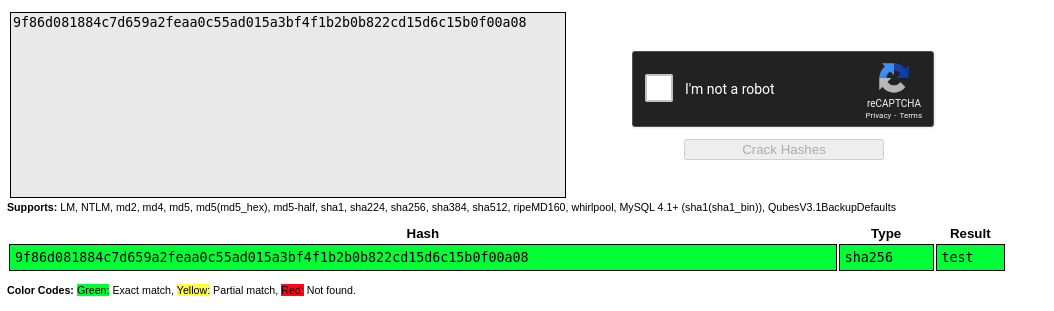 9f86d081884c7d659a2feaa0c55ad015a3bf4f1b2b0b822cd15d6c15b0f00a08
I'm not a robot
reCAPTCHA
Privacy - Terms
Crack Hashes
Supports: LM, NTLM, md2, md4, md5, md5(md5_hex), md5-half, sha1, sha224, sha256, sha384, sha512, ripeMD160, whirlpool, MySQL 4.1+ (sha1(sha1_bin)), QubesV3.1BackupDefaults
Hash Type Result
9f86d081884c7d659a2feaa0c55ad015a3bf4f1b2b0b822cd15d6c15b0f00a08 sha256 test
Color Codes: Green: Exact match, Yellow: Partial match, Red: Not found.